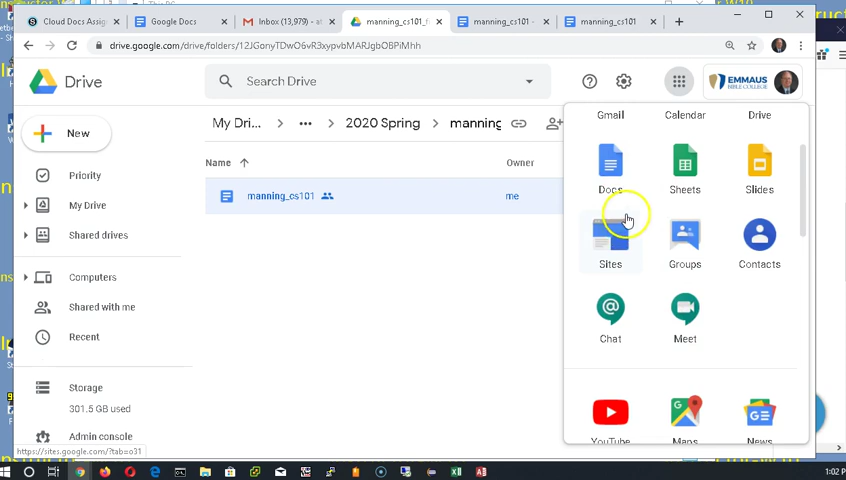 Cloud Docs Assig
Google Docs
Inbox (13,979) - at
manning_cs101_f
manning_cs101 -
manning_cs101
drive.google.com/drive/folders/12JGonyTDwO6vR3xypvbMARJgbOBPiMhh
Drive
Search Drive
EMMAUS
BIBLE COLLEGE
New
My Dri...
2020 Spring
manning
Gmail
Calendar
Drive
Name
Owner
Docs
Sheets
Slides
Priority
manning_cs101
me
My Drive
Shared drives
Sites
Groups
Contacts
Computers
Shared with me
Recent
Chat
Meet
Storage
301.5 GB used
Admin console
YouTube
Maps
News
https://sites.google.com/?tab=o31
1:02 PM